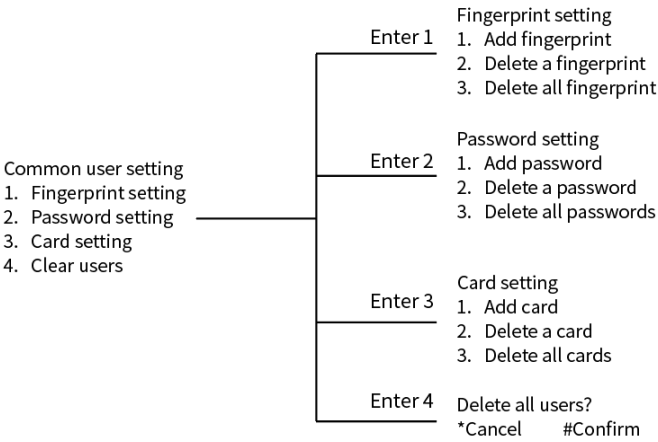 Common user setting
1. Fingerprint setting
2. Password setting
3. Card setting
4. Clear users
Enter 1
Fingerprint setting
1. Add fingerprint
2. Delete a fingerprint
3. Delete all fingerprint
Enter 2
Password setting
1. Add password
2. Delete a password
3. Delete all passwords
Enter 3
Card setting
1. Add card
2. Delete a card
3. Delete all cards
Enter 4
Delete all users?
*Cancel #Confirm